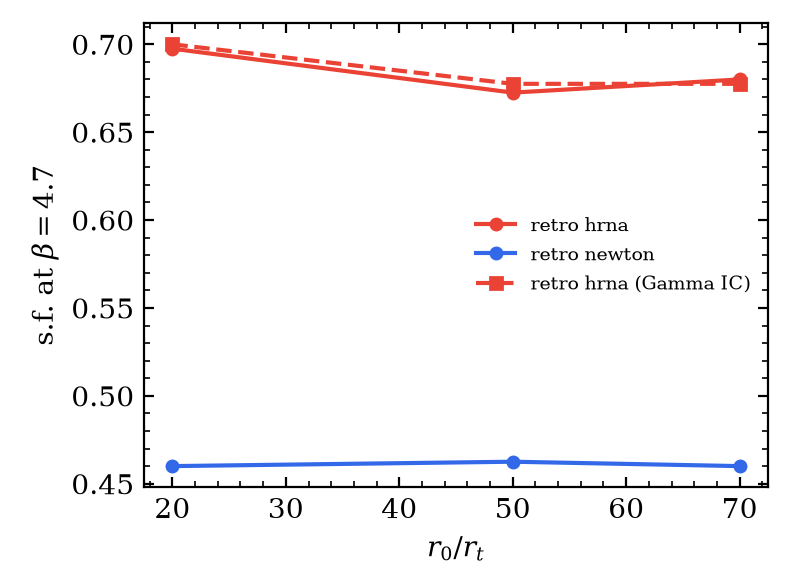 0.70
0.65
0.60
0.55
0.50
0.45
s.f. at β = 4.7
retro hrna
retro newton
retro hrna (Gamma IC)
20 30 40 50 60 70
r₀/rₜ